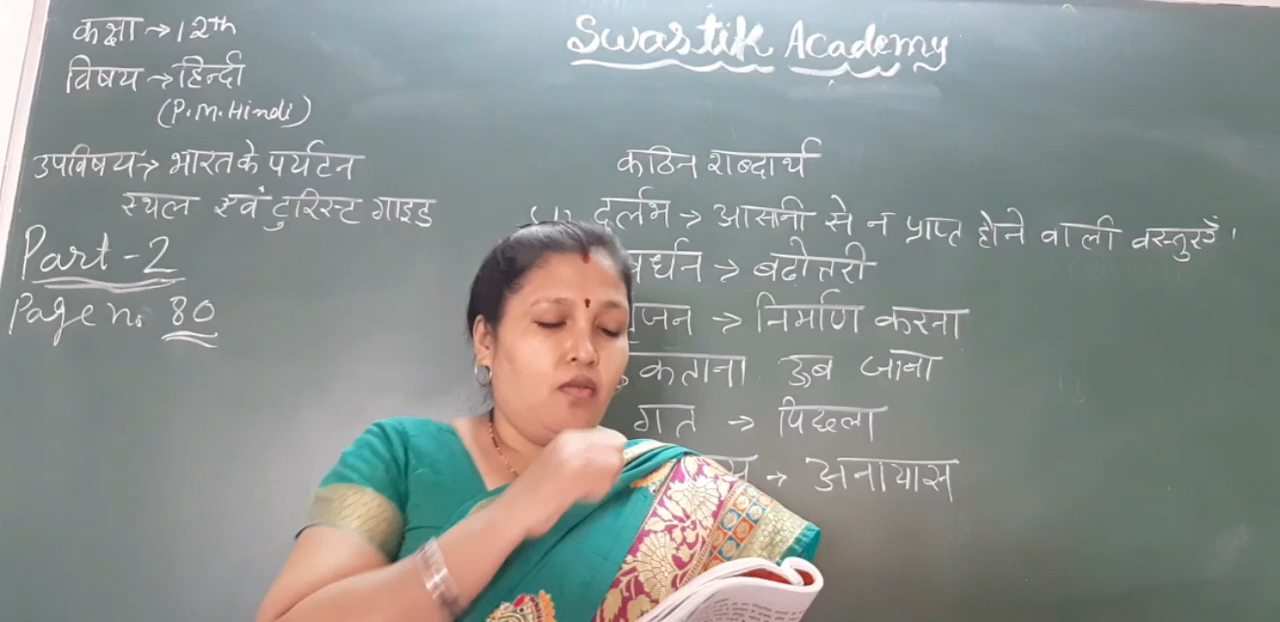 कक्षा → 12th
विषय → हिन्दी
(P.M. Hindi)
उपविषय → भारत के पर्यटन
स्थल एवं टुरिस्ट गाइड
Part - 2
Page no 80
Swastik Academy
कठिन शब्दार्थ
दुर्लभ → आसानी से न प्राप्त होने वाली वस्तुएँ।
वर्धन → बढोत्तरी
जन → निर्माण करना
कताना ऊब जाना
गत → पिछला
→ अनायास